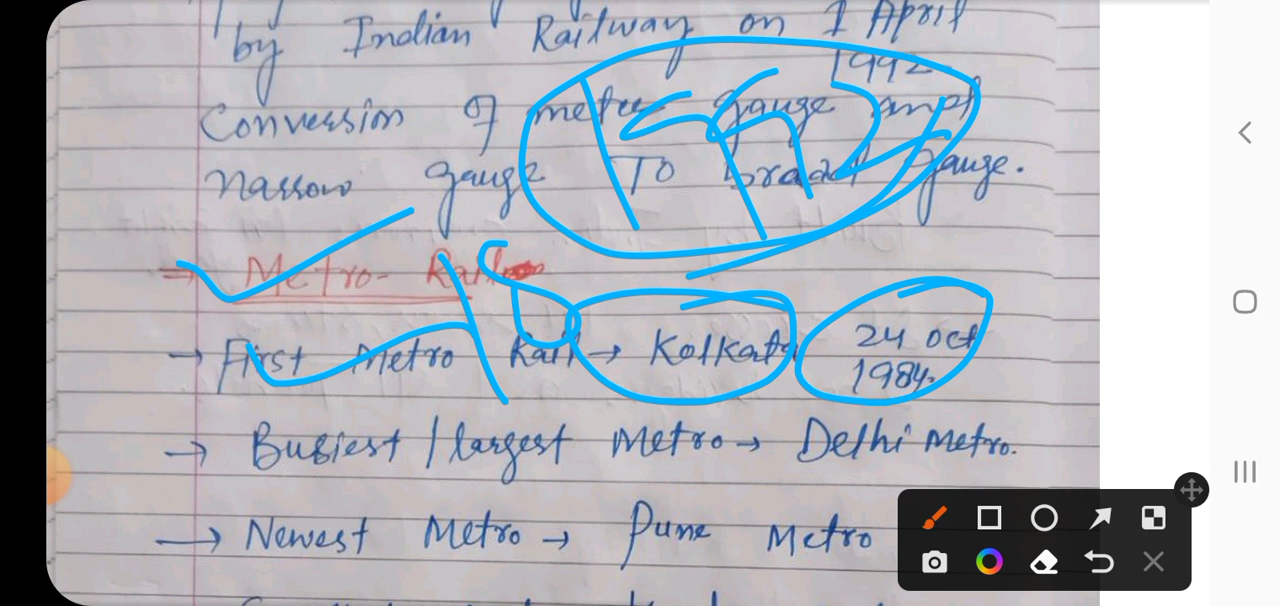 by Indian Railway on 1 April
1992
Conversion of metre gauge and
narrow gauge To broad gauge.
→ Metro- Rail
→ First Metro Rail → Kolkata 24 Oct
1984.
→ Busiest / largest Metro → Delhi Metro.
→ Newest Metro → Pune Metro